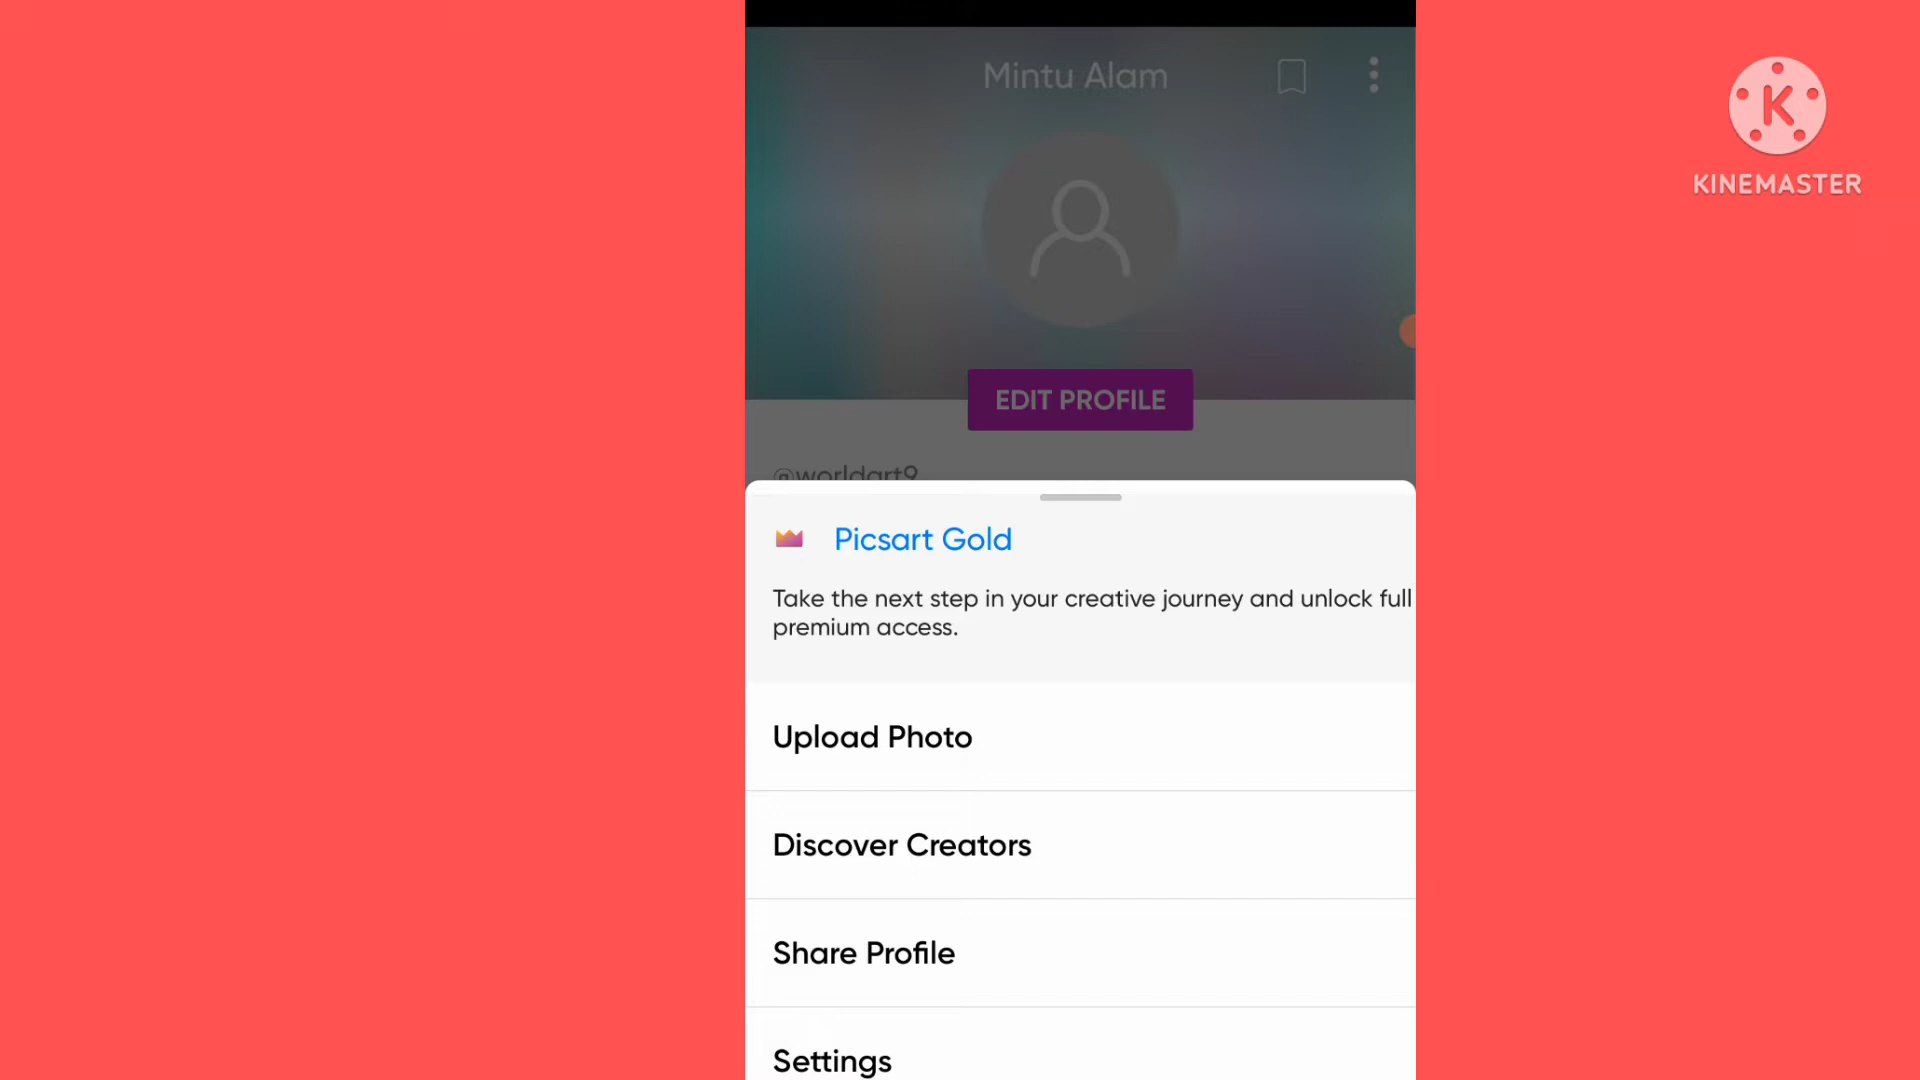 Mintu Alam
K
KINEMASTER
EDIT PROFILE
@worldart9
Picsart Gold
Take the next step in your creative journey and unlock full
premium access.
Upload Photo
Discover Creators
Share Profile
Settings